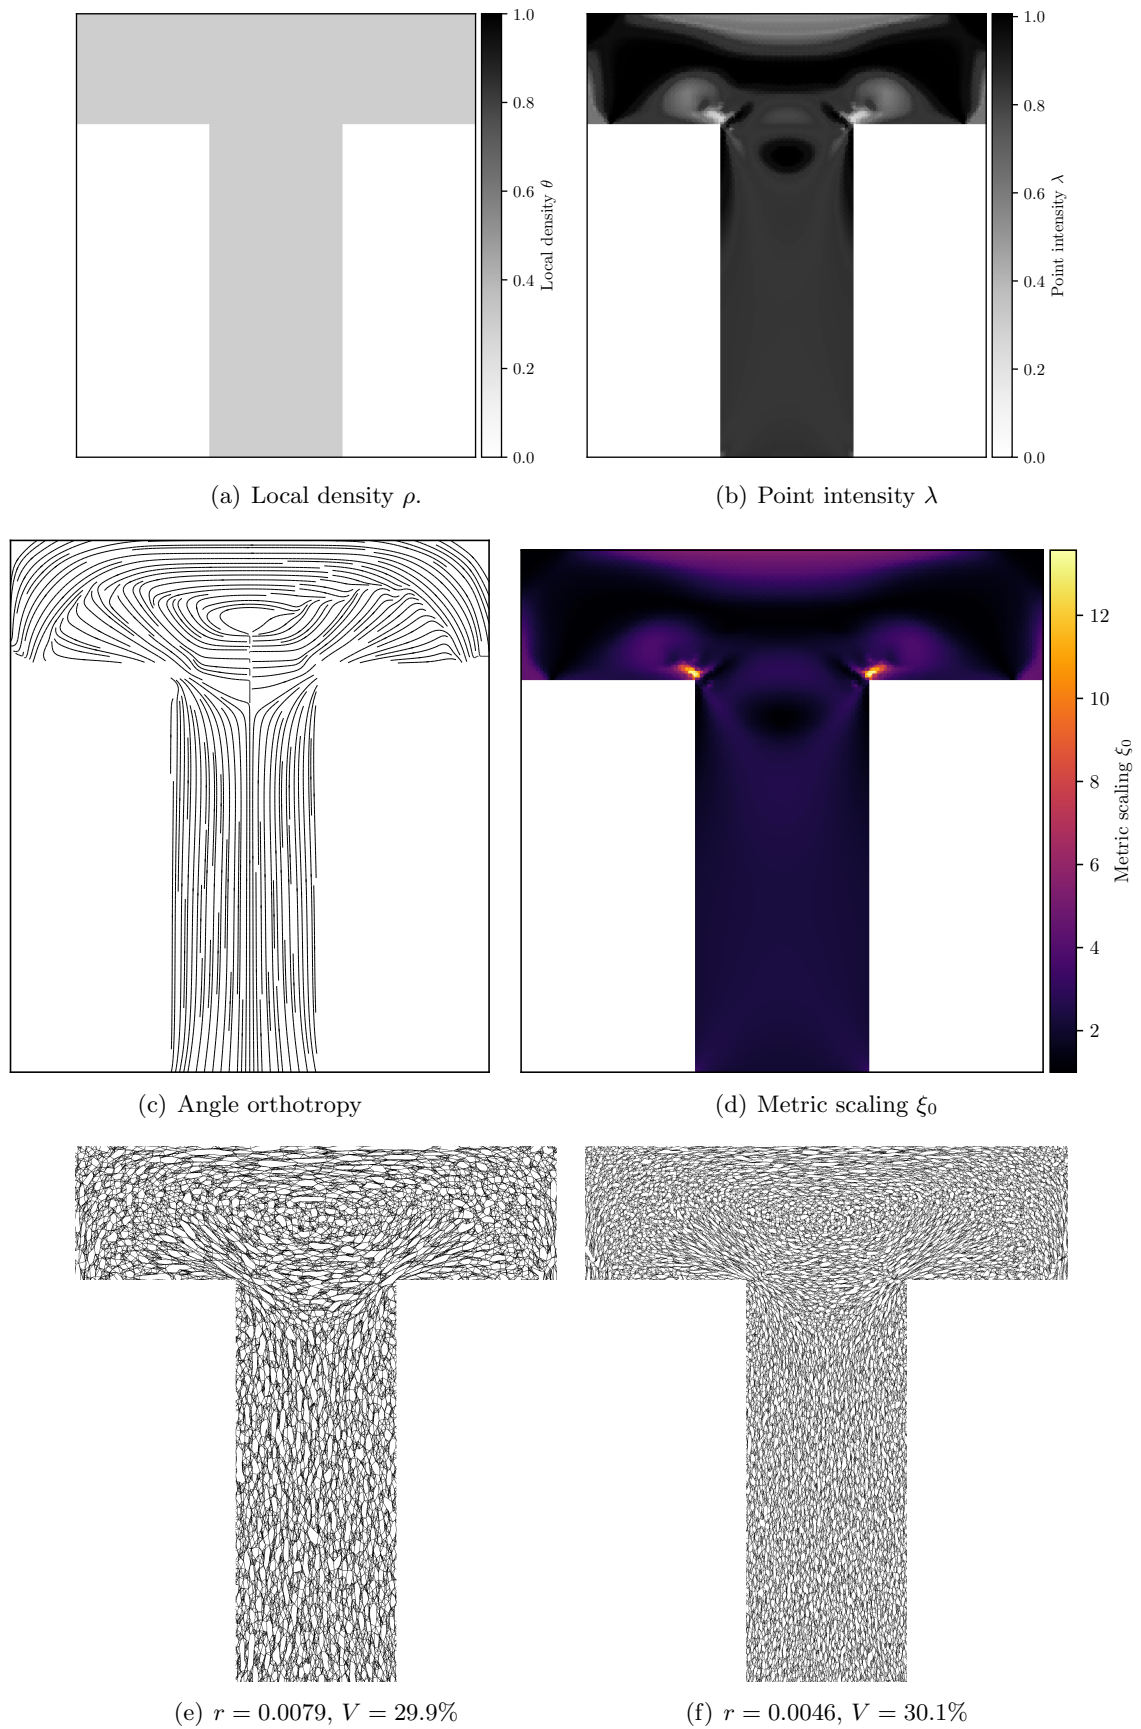 1.0
0.8
0.6
0.4
0.2
0.0
Local density θ
1.0
0.8
0.6
0.4
0.2
0.0
Point intensity λ
(a) Local density ρ.
(b) Point intensity λ
12
10
8
6
4
2
Metric scaling ξ₀
(c) Angle orthotropy
(d) Metric scaling ξ₀
(e) r = 0.0079, V = 29.9%
(f) r = 0.0046, V = 30.1%